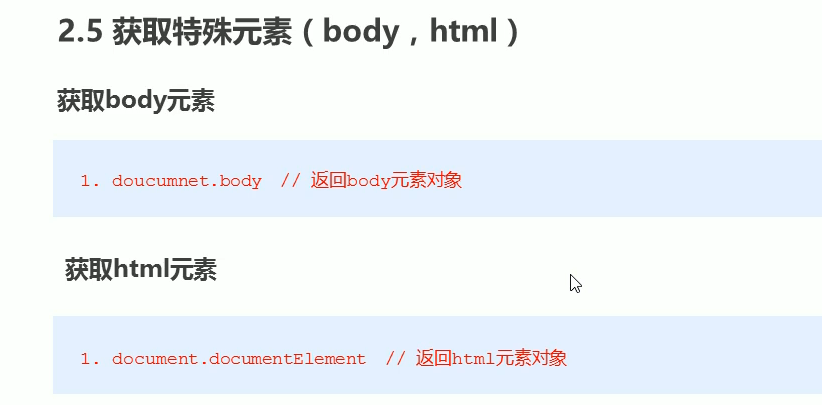 2.5 获取特殊元素（body，html）
获取body元素
1. doucumnet.body // 返回body元素对象
获取html元素
1. document.documentElement // 返回html元素对象